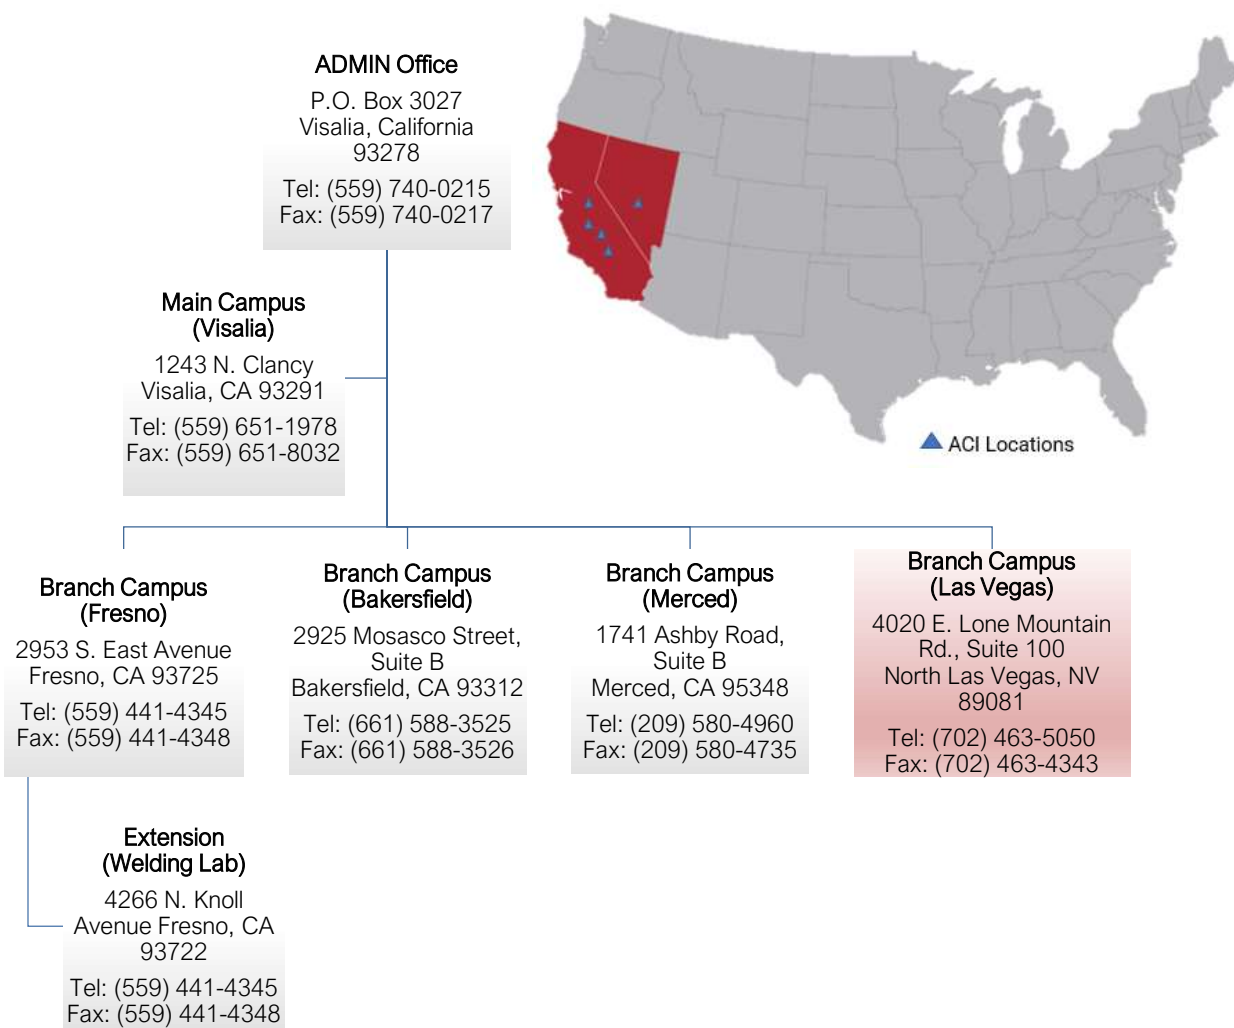 ADMIN Office
P.O. Box 3027
Visalia, California
93278
Tel: (559) 740-0215
Fax: (559) 740-0217
ACI Locations
Main Campus
(Visalia)
1243 N. Clancy
Visalia, CA 93291
Tel: (559) 651-1978
Fax: (559) 651-8032
Branch Campus
(Fresno)
2953 S. East Avenue
Fresno, CA 93725
Tel: (559) 441-4345
Fax: (559) 441-4348
Branch Campus
(Bakersfield)
2925 Mosasco Street,
Suite B
Bakersfield, CA 93312
Tel: (661) 588-3525
Fax: (661) 588-3526
Branch Campus
(Merced)
1741 Ashby Road,
Suite B
Merced, CA 95348
Tel: (209) 580-4960
Fax: (209) 580-4735
Branch Campus
(Las Vegas)
4020 E. Lone Mountain
Rd., Suite 100
North Las Vegas, NV
89081
Tel: (702) 463-5050
Fax: (702) 463-4343
Extension
(Welding Lab)
4266 N. Knoll
Avenue Fresno, CA
93722
Tel: (559) 441-4345
Fax: (559) 441-4348